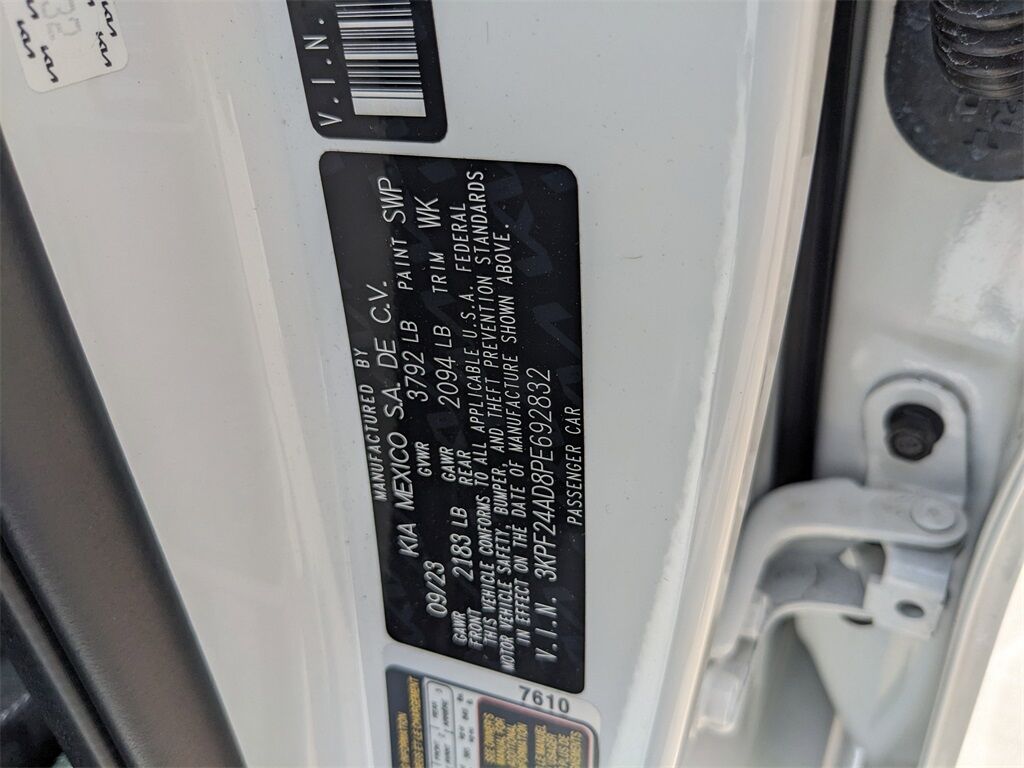 32
V.I.N.
MANUFACTURED BY
KIA MEXICO S.A. DE C.V.
09/23 GVWR 3792 LB PAINT SWP
GAWR FRONT 2183 LB GAWR REAR 2094 LB TRIM WK
THIS VEHICLE CONFORMS TO ALL APPLICABLE U.S.A. FEDERAL
MOTOR VEHICLE SAFETY, BUMPER, AND THEFT PREVENTION STANDARDS
IN EFFECT ON THE DATE OF MANUFACTURE SHOWN ABOVE.
V.I.N. 3KPF24AD8PE692832
PASSENGER CAR
7610